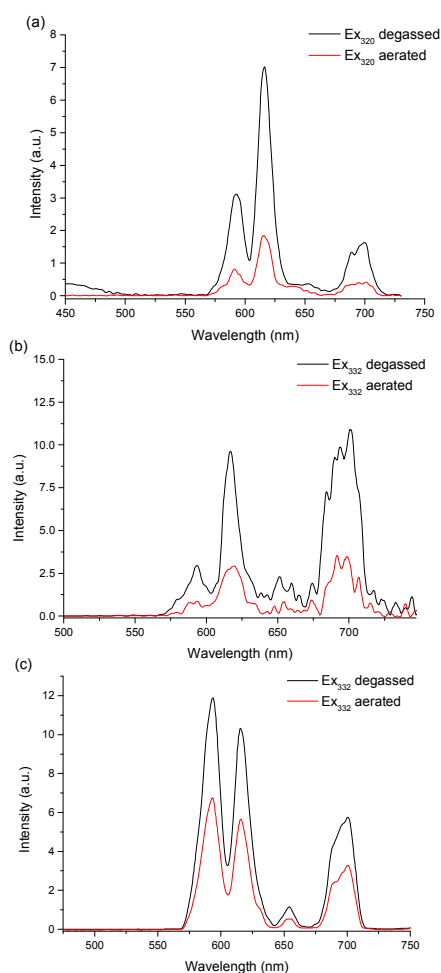 (a)
Ex320 degassed
Ex320 aerated
8
7
6
5
4
3
2
1
0
Intensity (a.u.)
450 500 550 600 650 700 750
Wavelength (nm)
(b)
Ex332 degassed
Ex332 aerated
15.0
12.5
10.0
7.5
5.0
2.5
0.0
Intensity (a.u.)
500 550 600 650 700
Wavelength (nm)
(c)
Ex332 degassed
Ex332 aerated
12
10
8
6
4
2
0
Intensity (a.u.)
500 550 600 650 700 750
Wavelength (nm)